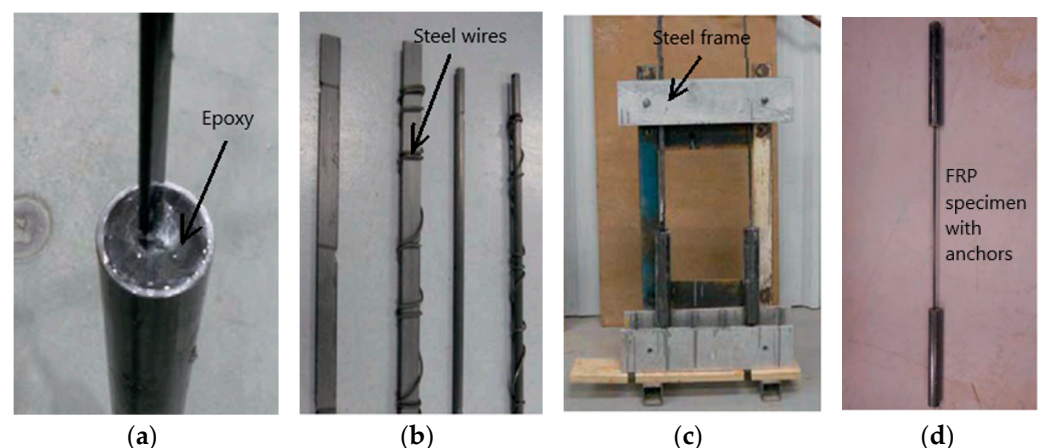 Epoxy
Steel wires
Steel frame
FRP
specimen
with
anchors
(a)
(b)
(c)
(d)